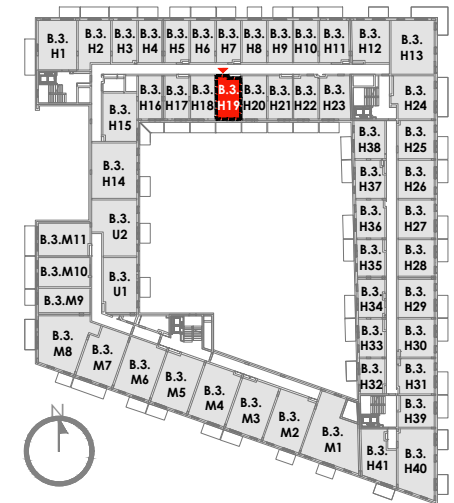 B.3. H1
B.3. H2
B.3. H3
B.3. H4
B.3. H5
B.3. H6
B.3. H7
B.3. H8
B.3. H9
B.3. H10
B.3. H11
B.3. H12
B.3. H13
B.3. H16
B.3. H17
B.3. H18
B.3. H19
B.3. H20
B.3. H21
B.3. H22
B.3. H23
B.3. H24
B.3. H15
B.3. H38
B.3. H25
B.3. H14
B.3. H37
B.3. H26
B.3. U2
B.3. H36
B.3. H27
B.3.M11
B.3. H35
B.3. H28
B.3.M10
B.3. U1
B.3. H34
B.3. H29
B.3.M9
B.3. H33
B.3. H30
B.3. M8
B.3. M7
B.3. M6
B.3. M5
B.3. M4
B.3. M3
B.3. M2
B.3. M1
B.3. H32
B.3. H31
B.3. H39
B.3. H41
B.3. H40
N